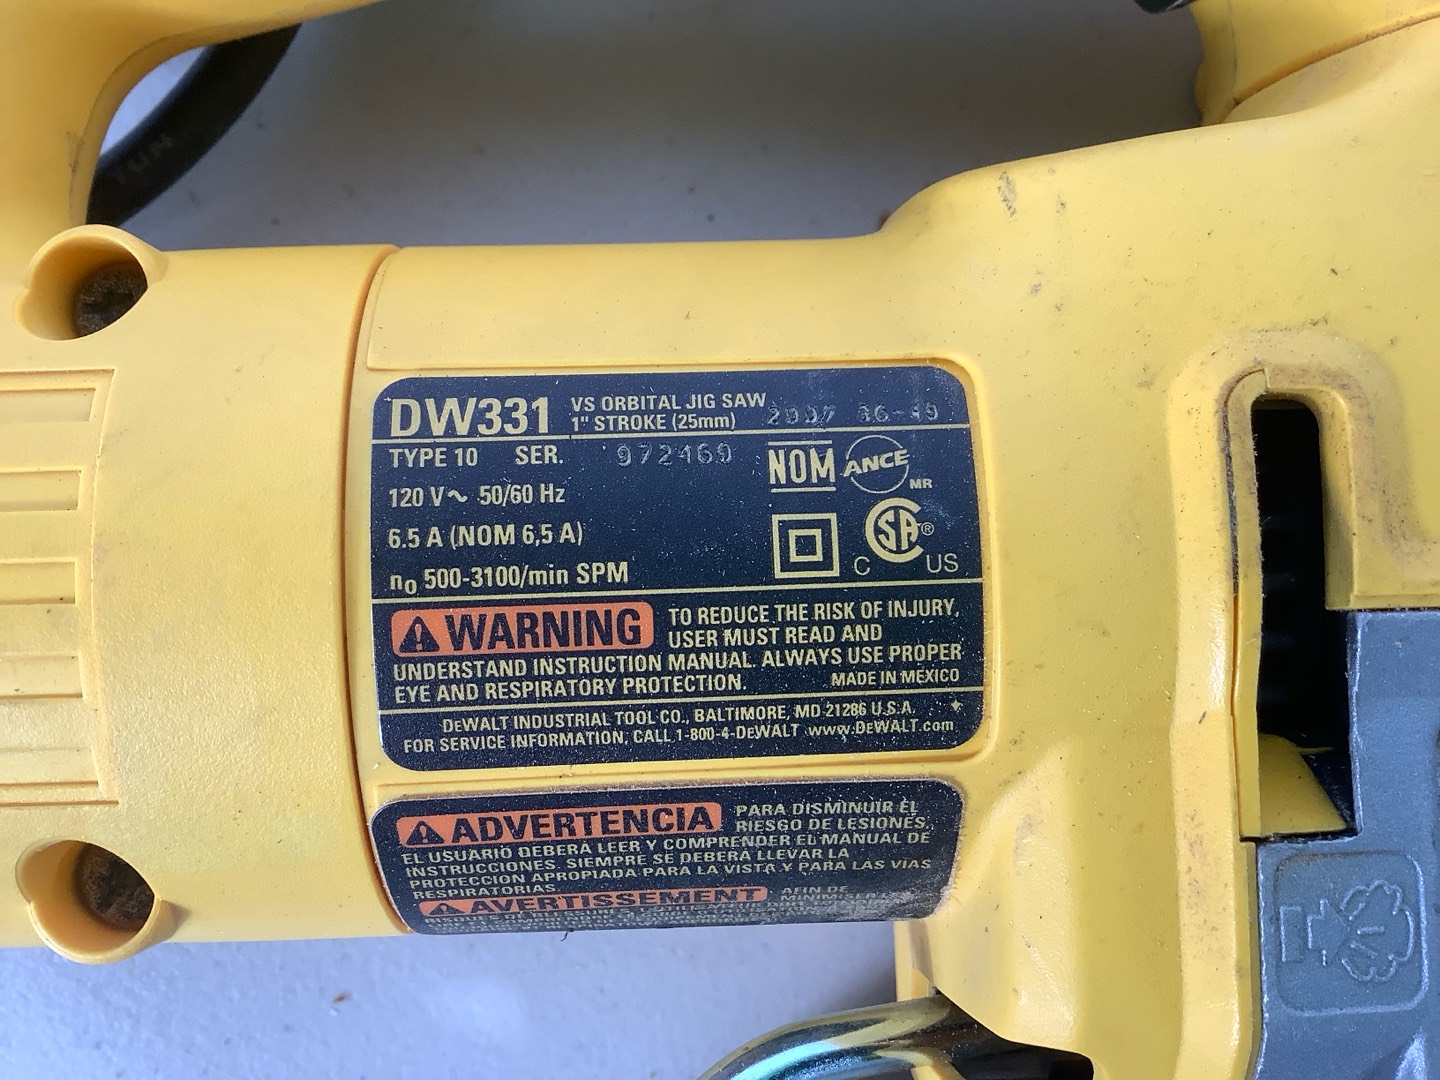 DW331 VS ORBITAL JIG SAW
1" STROKE (25mm)
2007
TYPE 10 SER. 972469
NOM ANCE MR
120 V~ 50/60 Hz
6.5 A (NOM 6,5 A)
C SA® US
n₀ 500-3100/min SPM
WARNING TO REDUCE THE RISK OF INJURY,
USER MUST READ AND
UNDERSTAND INSTRUCTION MANUAL. ALWAYS USE PROPER
EYE AND RESPIRATORY PROTECTION. MADE IN MEXICO
DEWALT INDUSTRIAL TOOL CO., BALTIMORE, MD 21286 U.S.A.
FOR SERVICE INFORMATION, CALL 1-800-4-DEWALT www.DEWALT.com
ADVERTENCIA PARA DISMINUIR EL
RIESGO DE LESIONES,
EL USUARIO DEBERÁ LEER Y COMPRENDER EL MANUAL DE
INSTRUCCIONES. SIEMPRE SE DEBERÁ LLEVAR LA
PROTECCIÓN APROPIADA PARA LA VISTA Y PARA LAS VÍAS
RESPIRATORIAS.
AVERTISSEMENT AFIN DE
MINIMISER